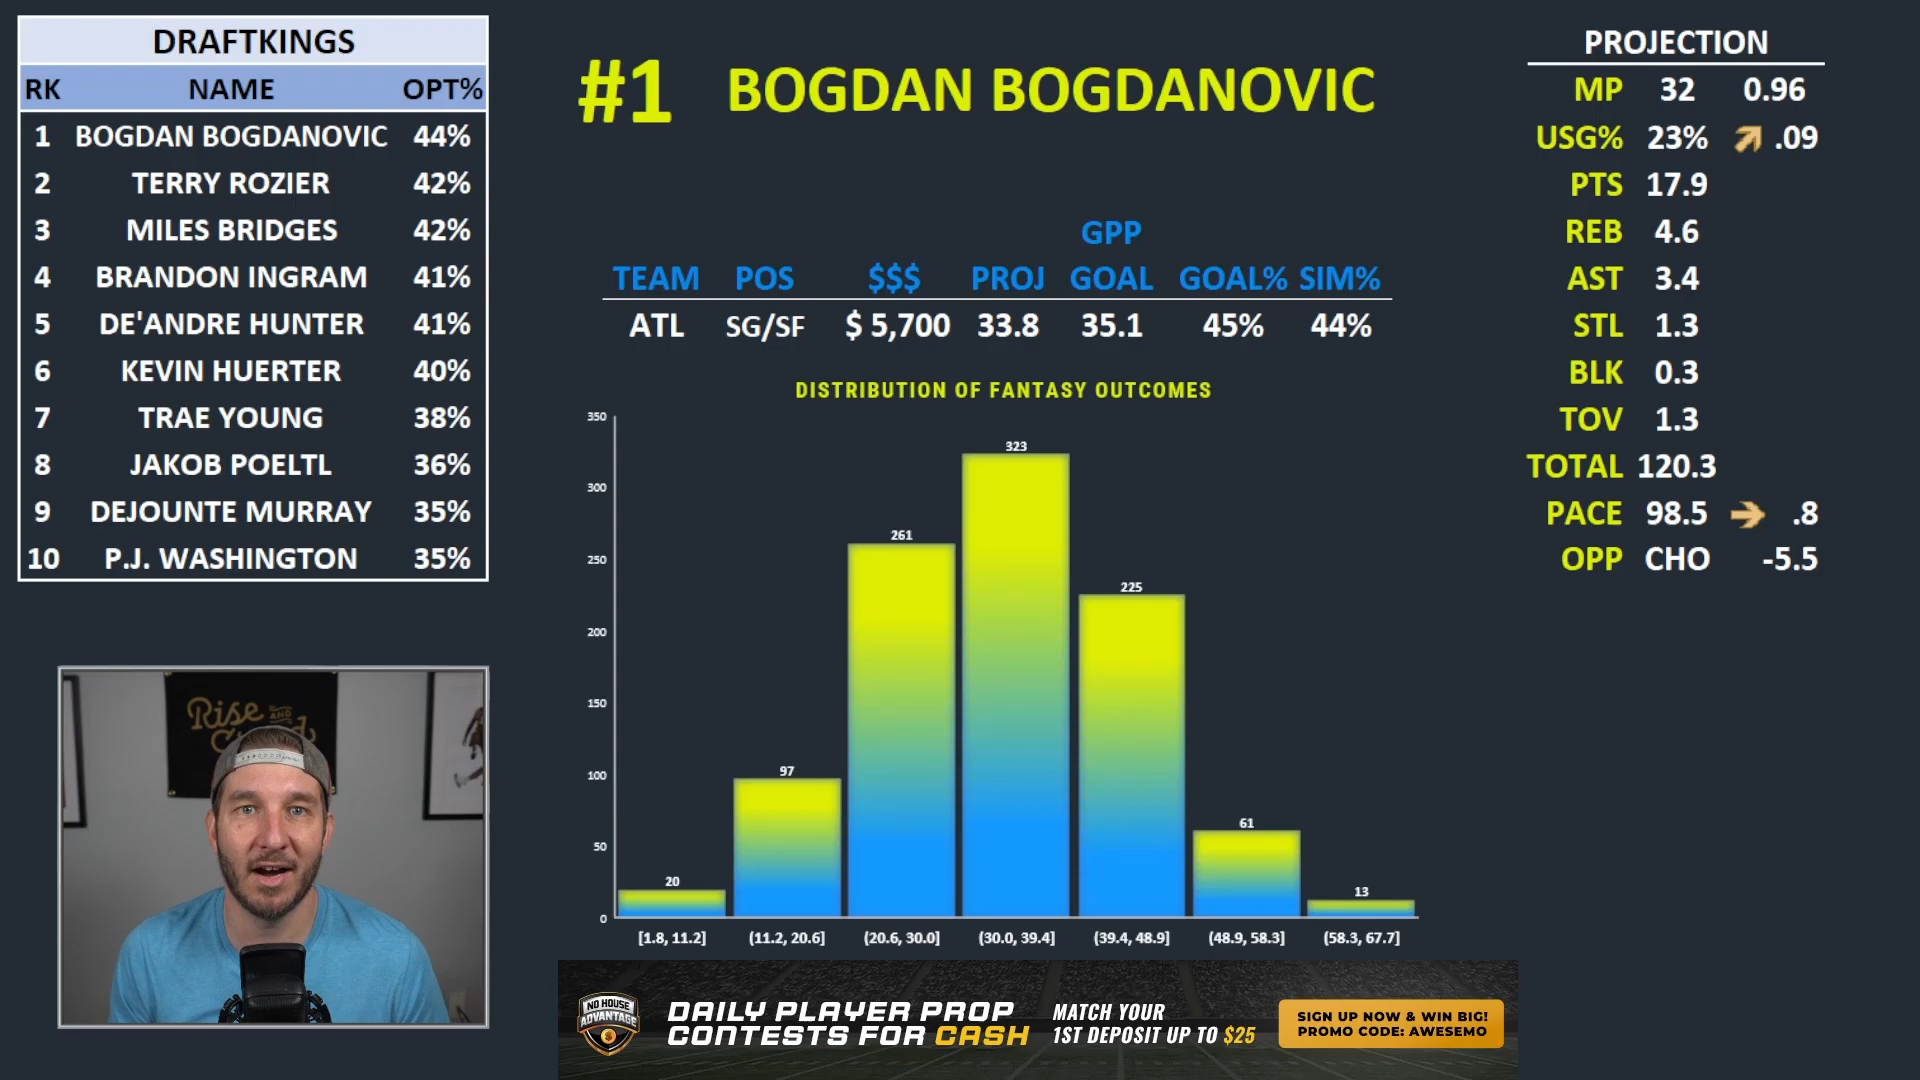 DRAFTKINGS
RK NAME OPT%
1 BOGDAN BOGDANOVIC 44%
2 TERRY ROZIER 42%
3 MILES BRIDGES 42%
4 BRANDON INGRAM 41%
5 DE'ANDRE HUNTER 41%
6 KEVIN HUERTER 40%
7 TRAE YOUNG 38%
8 JAKOB POELTL 36%
9 DEJOUNTE MURRAY 35%
10 P.J. WASHINGTON 35%
#1 BOGDAN BOGDANOVIC
GPP
TEAM POS $$$ PROJ GOAL GOAL% SIM%
ATL SG/SF $ 5,700 33.8 35.1 45% 44%
DISTRIBUTION OF FANTASY OUTCOMES
350
300
250
200
150
100
50
0
20
97
261
323
225
61
13
[1.8, 11.2] (11.2, 20.6] (20.6, 30.0] (30.0, 39.4] (39.4, 48.9] (48.9, 58.3] (58.3, 67.7]
PROJECTION
MP 32 0.96
USG% 23% .09
PTS 17.9
REB 4.6
AST 3.4
STL 1.3
BLK 0.3
TOV 1.3
TOTAL 120.3
PACE 98.5 .8
OPP CHO -5.5
Rise AND
NO HOUSE
ADVANTAGE
DAILY PLAYER PROP
CONTESTS FOR CASH
MATCH YOUR
1ST DEPOSIT UP TO $25
SIGN UP NOW & WIN BIG!
PROMO CODE: AWESEMO